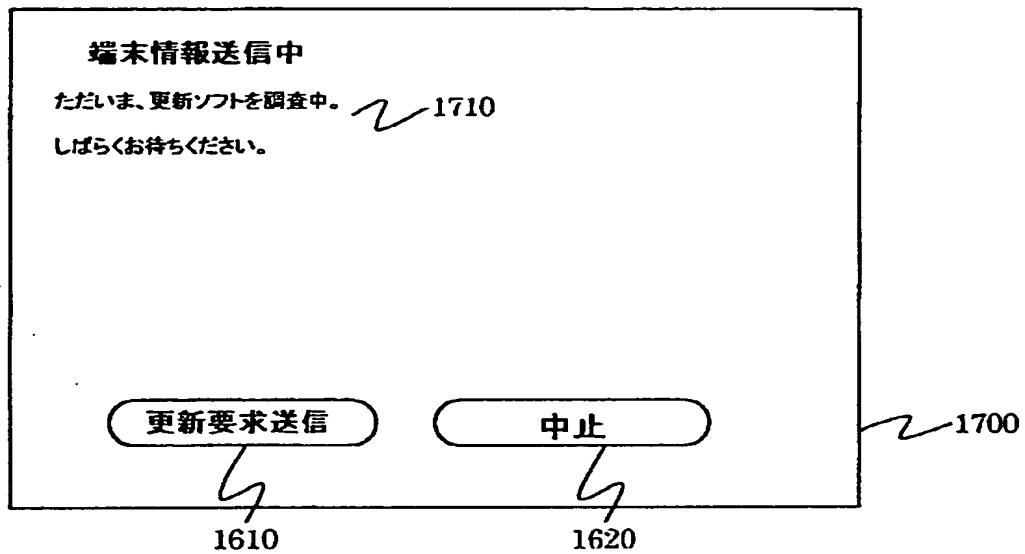 端末情報送信中
ただいま、更新ソフトを調査中。
1710
しばらくお待ちください。
更新要求送信
中止
1700
1610
1620